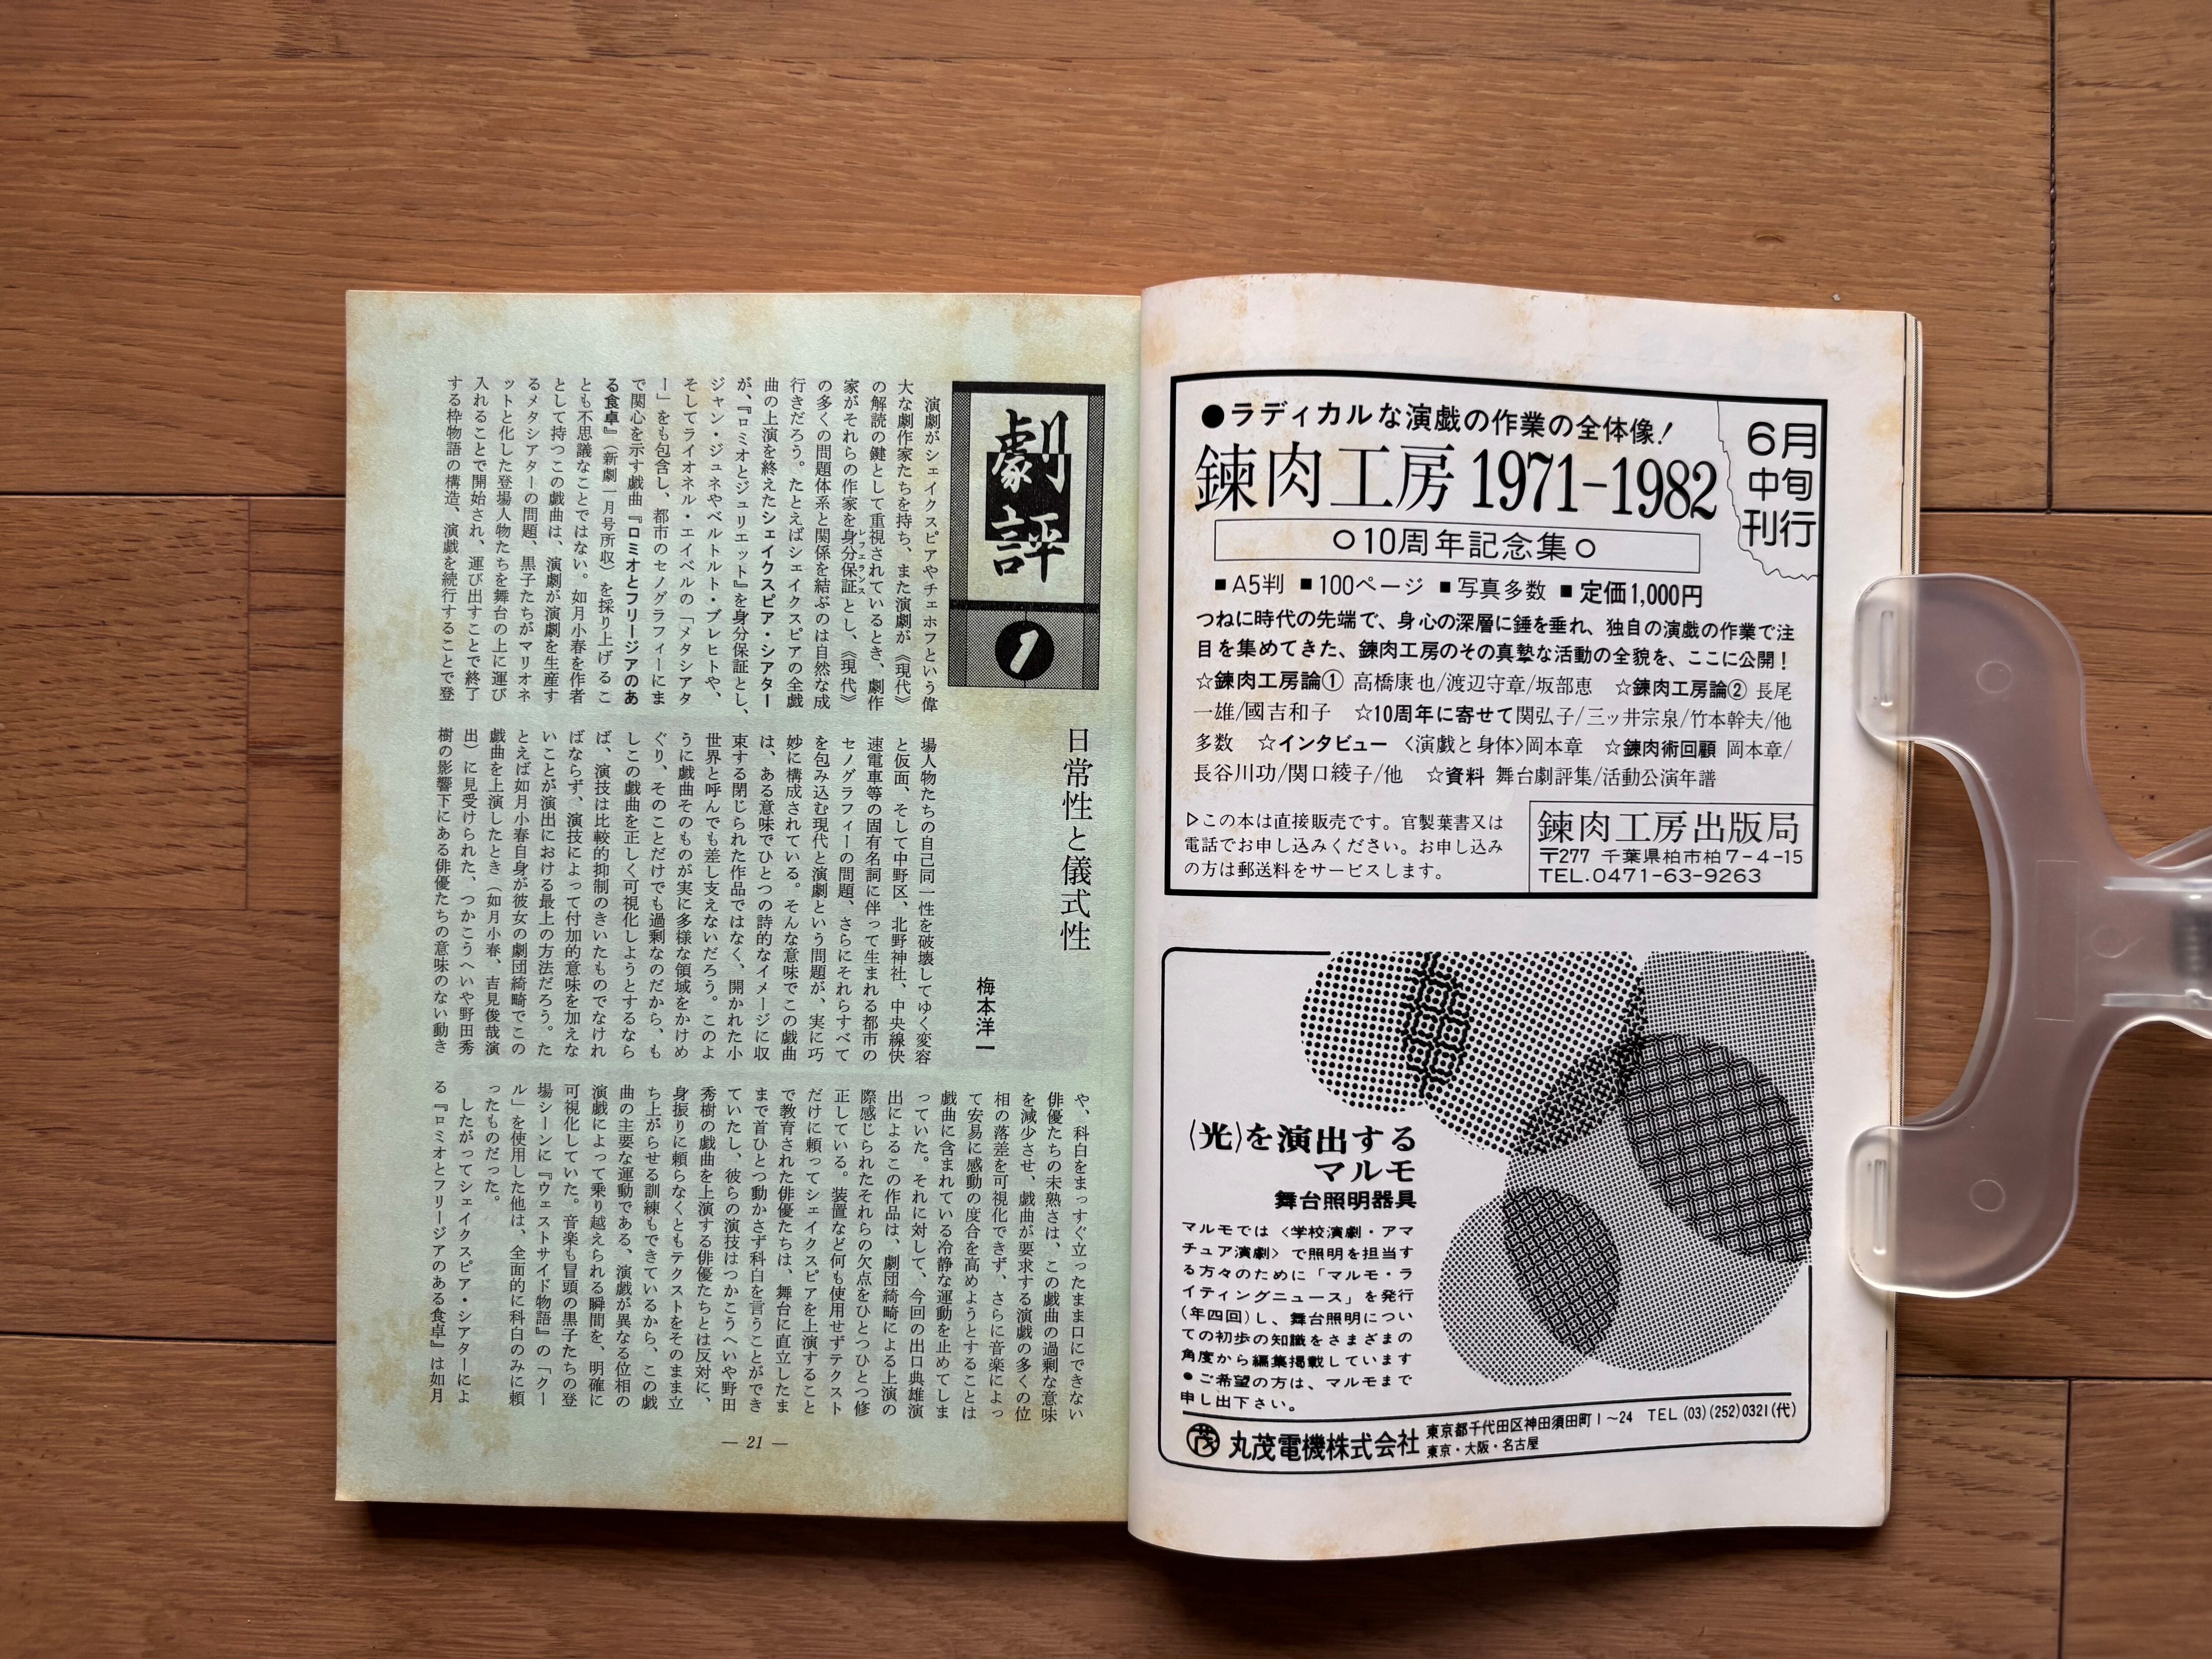 ●ラディカルな演戯の作業の全体像！
6月
中旬
刊行
錬肉工房1971-1982
○10周年記念集○
■A5判 ■100ページ ■写真多数 ■定価1,000円
つねに時代の先端で、身心の深層に錘を垂れ、独自の演戯の作業で注
目を集めてきた、錬肉工房のその真摯な活動の全貌を、ここに公開！
☆錬肉工房論① 高橋康也/渡辺守章/坂部恵 ☆錬肉工房論② 長尾
一雄/國吉和子 ☆10周年に寄せて 関弘子/三ッ井宗泉/竹本幹夫/他
多数 ☆インタビュー 〈演戯と身体〉岡本章 ☆錬肉術回顧 岡本章/
長谷川功/関口綾子/他 ☆資料 舞台劇評集/活動公演年譜
▷この本は直接販売です。官製葉書又は
電話でお申し込みください。お申し込み
の方は郵送料をサービスします。
錬肉工房出版局
〒277 千葉県柏市柏7-4-15
TEL.0471-63-9263
〈光〉を演出する
マルモ
舞台照明器具
マルモでは〈学校演劇・アマ
チュア演劇〉で照明を担当す
る方々のために「マルモ・ラ
イティングニュース」を発行
(年四回)し、舞台照明につい
ての初歩の知識をさまざまの
角度から編集掲載しています
●ご希望の方は、マルモまで
申し出下さい。
茂 丸茂電機株式会社
東京都千代田区神田須田町1〜24 TEL (03)(252)0321(代)
東京・大阪・名古屋
劇評
1
日常性と儀式性
梅本洋一
演劇がシェイクスピアやチェホフという偉
大な劇作家たちを持ち、また演劇が《現代》
の解読の鍵として重視されているとき、劇作
レフェランス
家がそれらの作家を身分保証とし、《現代》
の多くの問題体系と関係を結ぶのは自然な成
行きだろう。たとえばシェイクスピアの全戯
曲の上演を終えたシェイクスピア・シアター
が、『ロミオとジュリエット』を身分保証とし、
ジャン・ジュネやベルトルト・ブレヒトや、
そしてライオネル・エイベルの「メタシアタ
ー」をも包含し、都市のセノグラフィーにま
で関心を示す戯曲『ロミオとフリージアのあ
る食卓』（新劇一月号所収）を採り上げるこ
とも不思議なことではない。如月小春を作者
として持つこの戯曲は、演劇が演劇を生産す
るメタシアターの問題、黒子たちがマリオネ
ットと化した登場人物たちを舞台の上に運び
入れることで開始され、運び出すことで終了
する枠物語の構造、演戯を続行することで登
場人物たちの自己同一性を破壊してゆく変容
と仮面、そして中野区、北野神社、中央線快
速電車等の固有名詞に伴って生まれる都市の
セノグラフィーの問題、さらにそれらすべて
を包み込む現代と演劇という問題が、実に巧
妙に構成されている。そんな意味でこの戯曲
は、ある意味でひとつの詩的なイメージに収
束する閉じられた作品ではなく、開かれた小
世界と呼んでも差し支えないだろう。このよ
うに戯曲そのものが実に多様な領域をかけめ
ぐり、そのことだけでも過剰なのだから、も
しこの戯曲を正しく可視化しようとするなら
ば、演技は比較的抑制のきいたものでなけれ
ばならず、演技によって付加的意味を加えな
いことが演出における最上の方法だろう。た
とえば如月小春自身が彼女の劇団綺畸でこの
戯曲を上演したとき（如月小春、吉見俊哉演
出）に見受けられた、つかこうへいや野田秀
樹の影響下にある俳優たちの意味のない動き
や、科白をまっすぐ立ったまま口にできない
俳優たちの未熟さは、この戯曲の過剰な意味
を減少させ、戯曲が要求する演戯の多くの位
相の落差を可視化できず、さらに音楽によっ
て安易に感動の度合を高めようとすることは
戯曲に含まれている冷静な運動を止めてしま
っていた。それに対して、今回の出口典雄演
出によるこの作品は、劇団綺畸による上演の
際感じられたそれらの欠点をひとつひとつ修
正している。装置など何も使用せずテクスト
だけに頼ってシェイクスピアを上演すること
で教育された俳優たちは、舞台に直立したま
まで首ひとつ動かさず科白を言うことができ
ていたし、彼らの演技はつかこうへいや野田
秀樹の戯曲を上演する俳優たちとは反対に、
身振りに頼らなくともテクストをそのまま立
ち上がらせる訓練もできているから、この戯
曲の主要な運動である、演戯が異なる位相の
演戯によって乗り越えられる瞬間を、明確に
可視化していた。音楽も冒頭の黒子たちの登
場シーンに『ウェストサイド物語』の「クー
ル」を使用した他は、全面的に科白のみに頼
ったものだった。
したがってシェイクスピア・シアターによ
る『ロミオとフリージアのある食卓』は如月
— 21 —